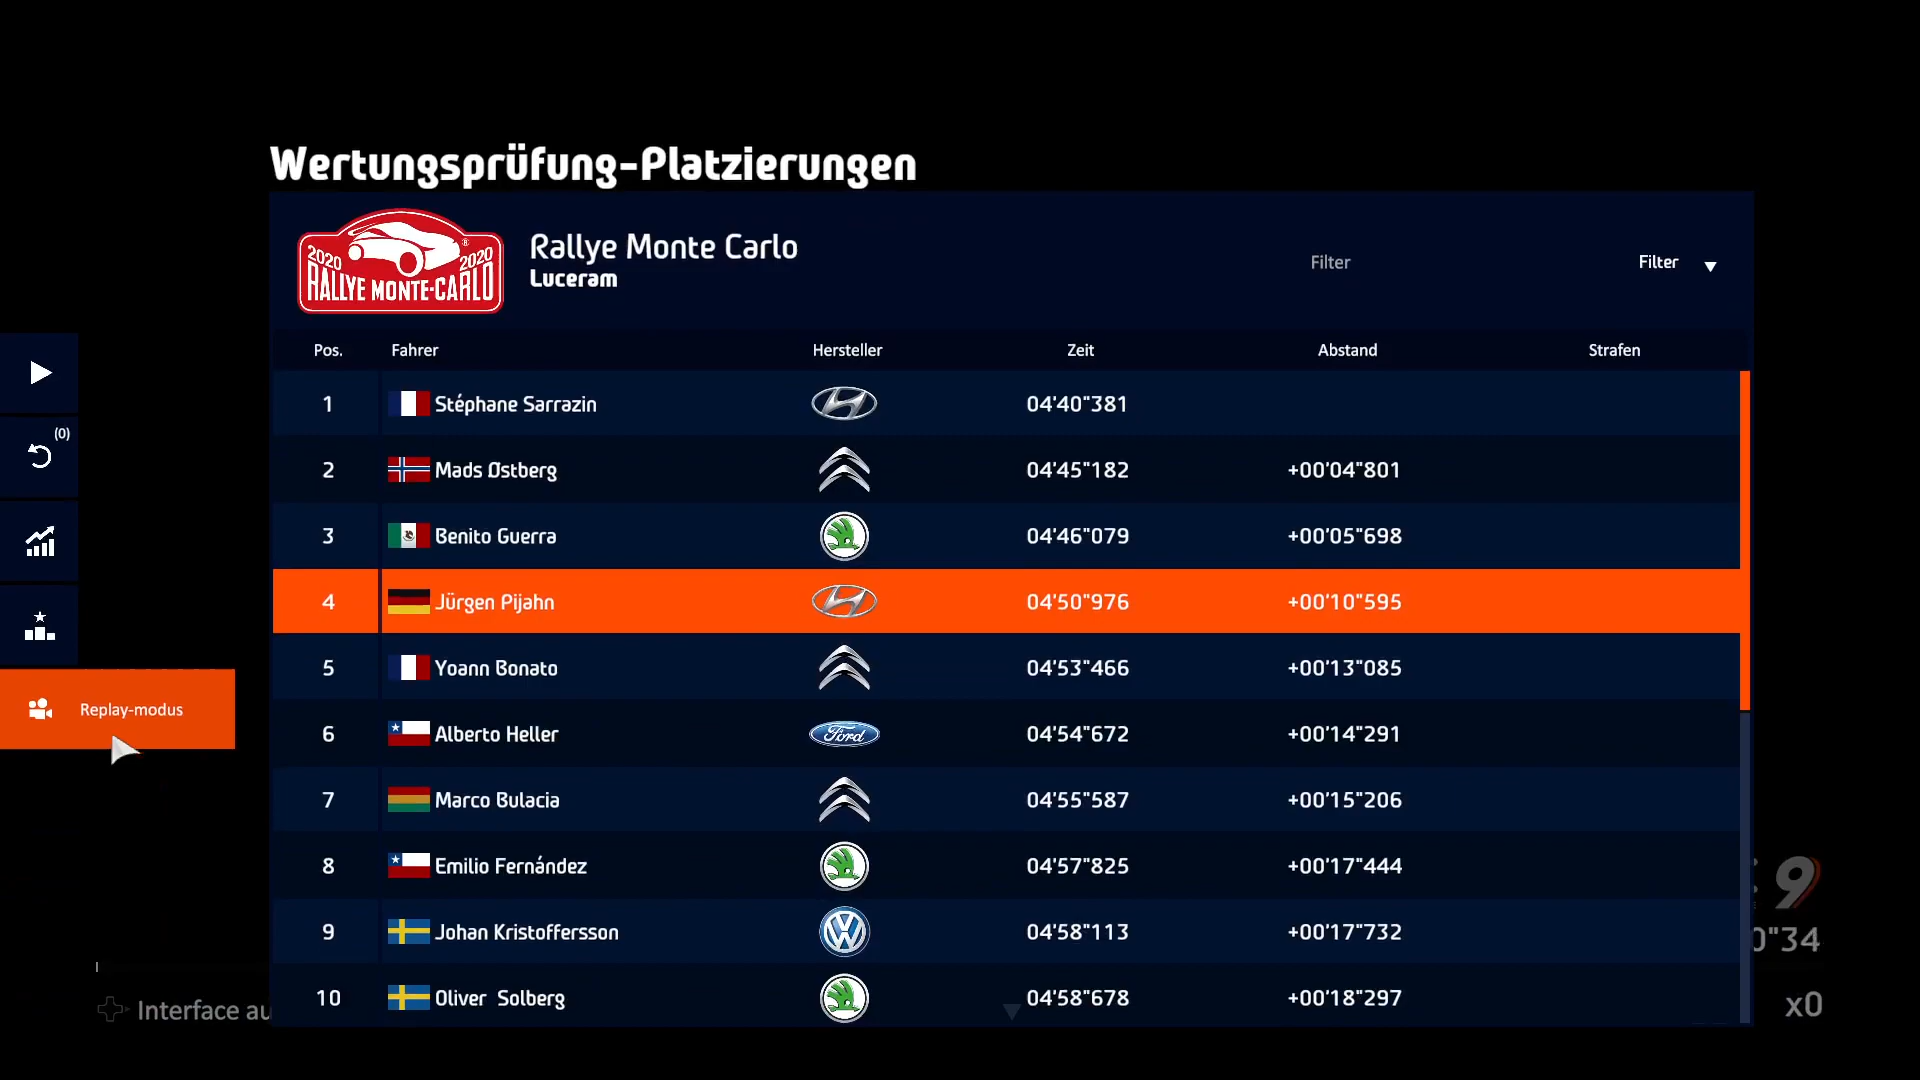 Wertungsprüfung-Platzierungen
2020 2020
RALLYE MONTE-CARLO
Rallye Monte Carlo
Luceram
Filter Filter
Pos. Fahrer Hersteller Zeit Abstand Strafen
1 Stéphane Sarrazin 04'40"381
2 Mads Østberg 04'45"182 +00'04"801
3 Benito Guerra 04'46"079 +00'05"698
4 Jürgen Pijahn 04'50"976 +00'10"595
5 Yoann Bonato 04'53"466 +00'13"085
6 Alberto Heller Ford 04'54"672 +00'14"291
7 Marco Bulacia 04'55"587 +00'15"206
8 Emilio Fernández 04'57"825 +00'17"444
9 Johan Kristoffersson 04'58"113 +00'17"732
10 Oliver Solberg 04'58"678 +00'18"297
(0)
Replay-modus
Interface au
9
0"34
x0